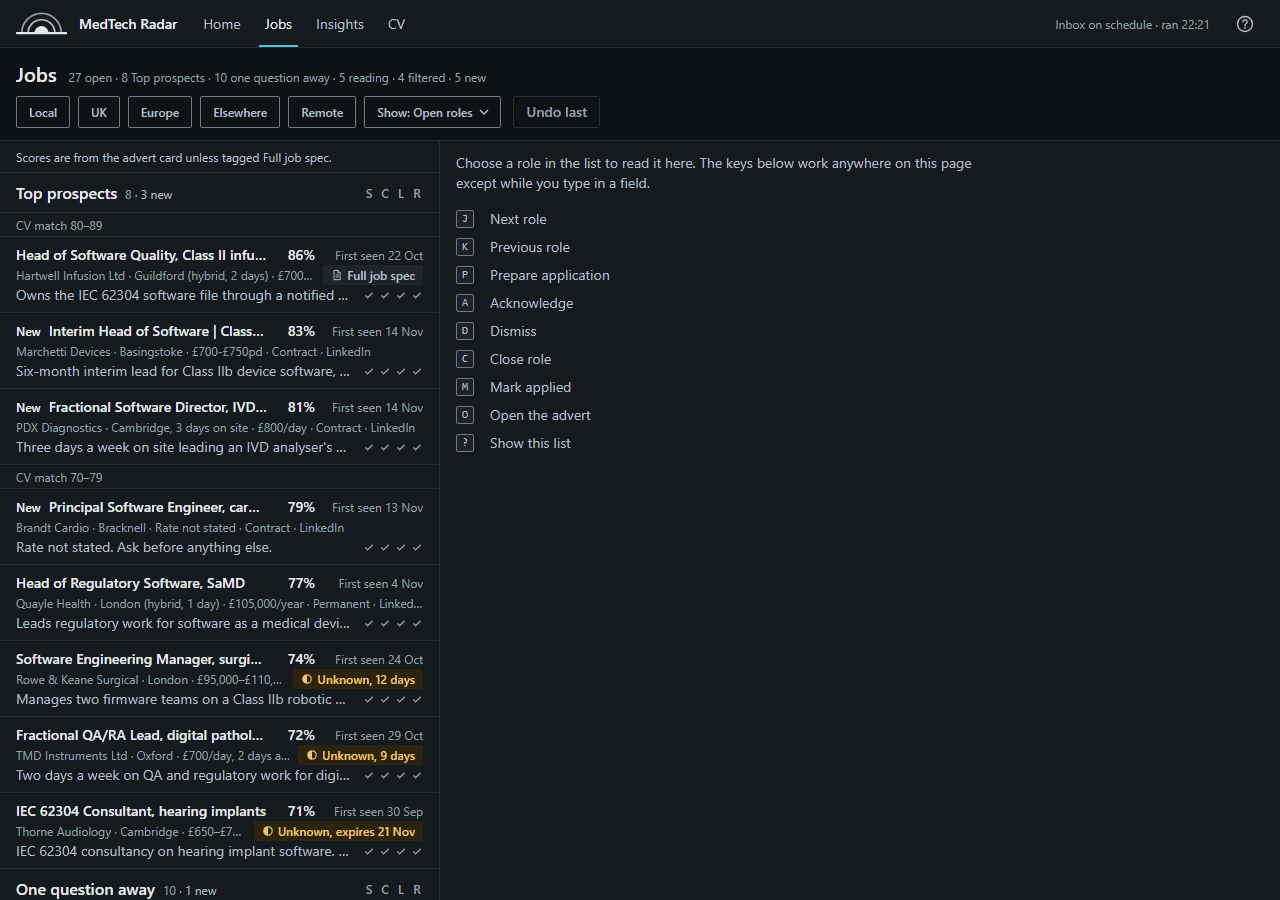 MedTech Radar Home Jobs Insights CV Inbox on schedule · ran 22:21 ?
Jobs 27 open · 8 Top prospects · 10 one question away · 5 reading · 4 filtered · 5 new
Local UK Europe Elsewhere Remote Show: Open roles Undo last
Scores are from the advert card unless tagged Full job spec.
Top prospects 8 · 3 new S C L R
CV match 80–89
Head of Software Quality, Class II infu... 86% First seen 22 Oct
Hartwell Infusion Ltd · Guildford (hybrid, 2 days) · £700... Full job spec
Owns the IEC 62304 software file through a notified ...
New Interim Head of Software | Class... 83% First seen 14 Nov
Marchetti Devices · Basingstoke · £700-£750pd · Contract · LinkedIn
Six-month interim lead for Class IIb device software, ...
New Fractional Software Director, IVD... 81% First seen 14 Nov
PDX Diagnostics · Cambridge, 3 days on site · £800/day · Contract · LinkedIn
Three days a week on site leading an IVD analyser's ...
CV match 70–79
New Principal Software Engineer, car... 79% First seen 13 Nov
Brandt Cardio · Bracknell · Rate not stated · Contract · LinkedIn
Rate not stated. Ask before anything else.
Head of Regulatory Software, SaMD 77% First seen 4 Nov
Quayle Health · London (hybrid, 1 day) · £105,000/year · Permanent · Linked...
Leads regulatory work for software as a medical devi...
Software Engineering Manager, surgi... 74% First seen 24 Oct
Rowe & Keane Surgical · London · £95,000–£110,... Unknown, 12 days
Manages two firmware teams on a Class IIb robotic ...
Fractional QA/RA Lead, digital pathol... 72% First seen 29 Oct
TMD Instruments Ltd · Oxford · £700/day, 2 days a... Unknown, 9 days
Two days a week on QA and regulatory work for digi...
IEC 62304 Consultant, hearing implants 71% First seen 30 Sep
Thorne Audiology · Cambridge · £650–£7... Unknown, expires 21 Nov
IEC 62304 consultancy on hearing implant software. ...
One question away 10 · 1 new S C L R
Choose a role in the list to read it here. The keys below work anywhere on this page
except while you type in a field.
J Next role
K Previous role
P Prepare application
A Acknowledge
D Dismiss
C Close role
M Mark applied
O Open the advert
? Show this list